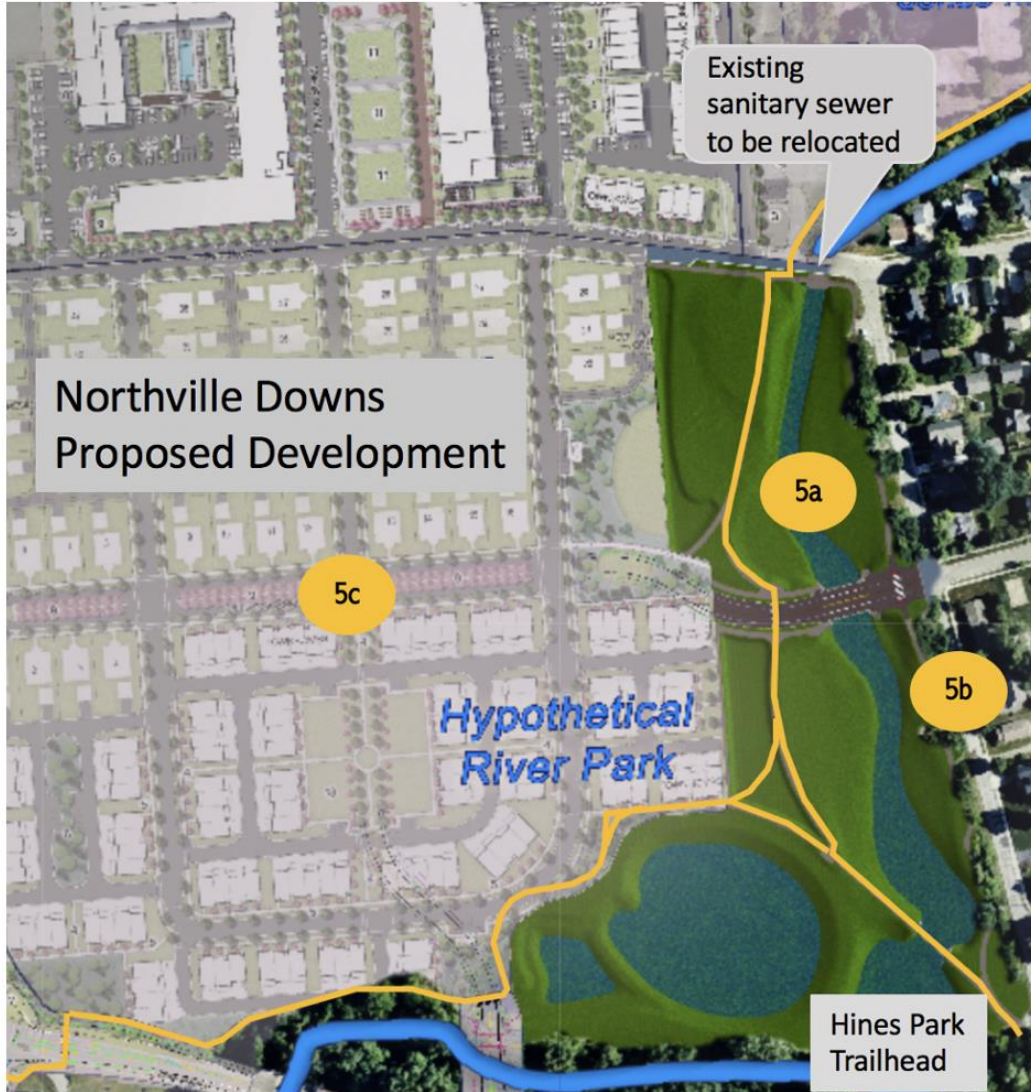 Existing
sanitary sewer
to be relocated
Northville Downs
Proposed Development
5a
5c
5b
Hypothetical
River Park
Hines Park
Trailhead